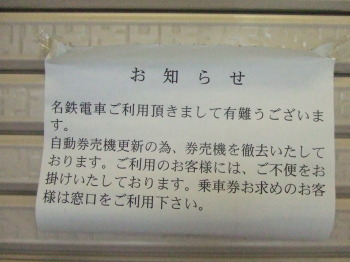 お知らせ
名鉄電車ご利用頂きまして有難うございま
す。
自動券売機更新の為、券売機を徹去いたして
おります。ご利用のお客様には、ご不便をお
掛けいたしております。乗車券お求めのお客
様は窓口をご利用下さい。